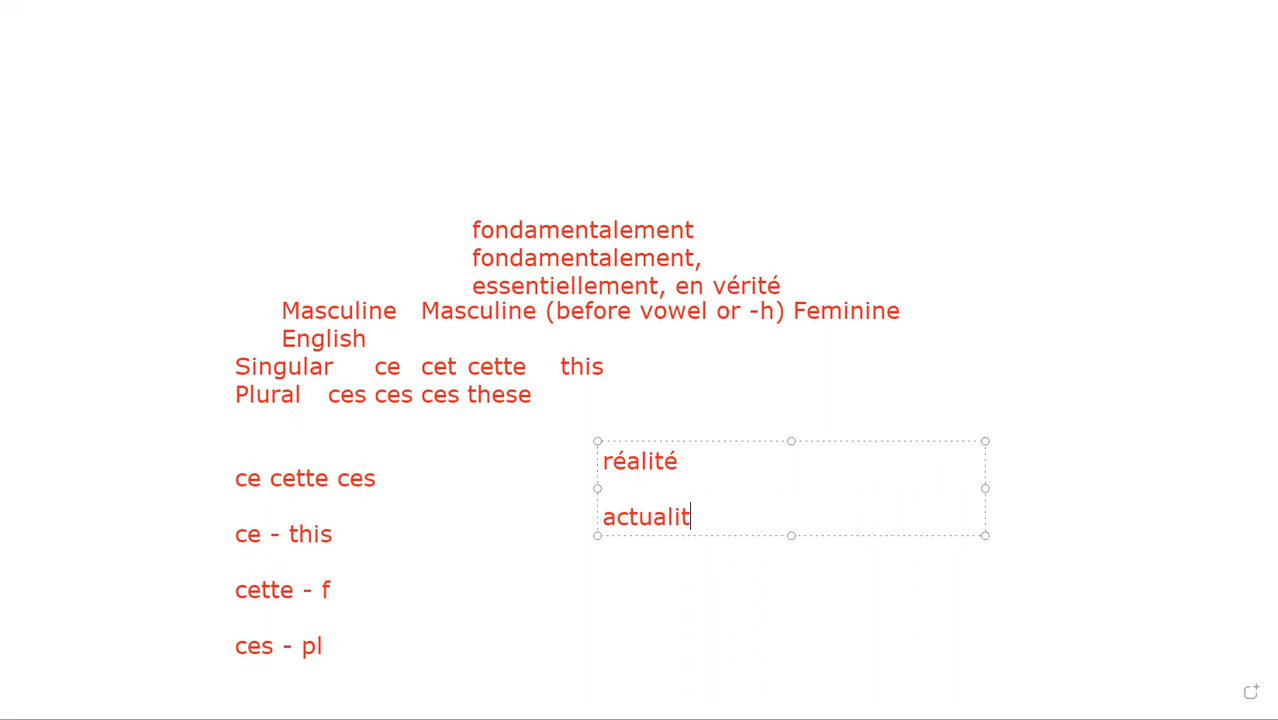 fondamentalement
fondamentalement,
essentiellement, en vérité
Masculine Masculine (before vowel or -h) Feminine
English
Singular ce cet cette this
Plural ces ces ces these
réalité
ce cette ces
actualit
ce - this
cette - f
ces - pl